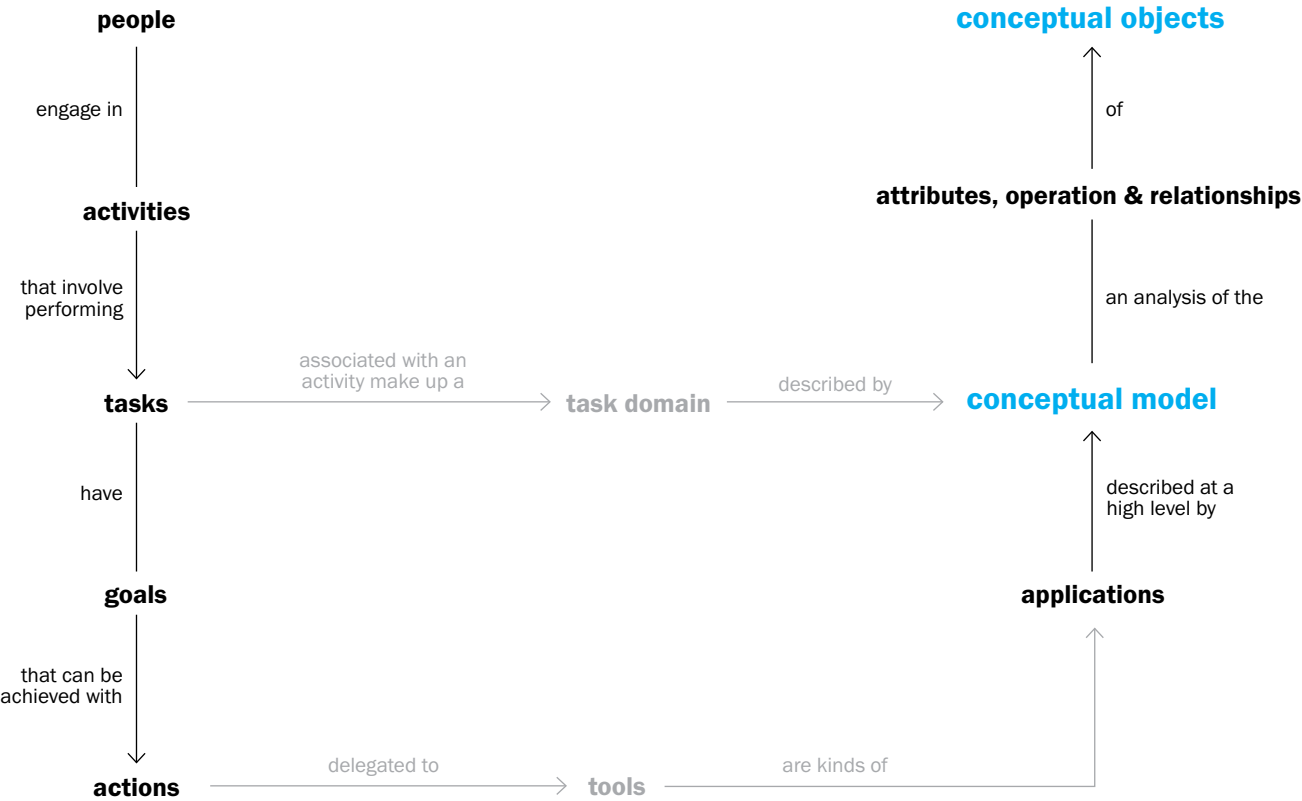 people
conceptual objects
engage in
of
activities
attributes, operation & relationships
that involve
performing
an analysis of the
associated with an
activity make up a
described by
tasks
task domain
conceptual model
have
described at a
high level by
goals
applications
that can be
achieved with
delegated to
are kinds of
actions
tools